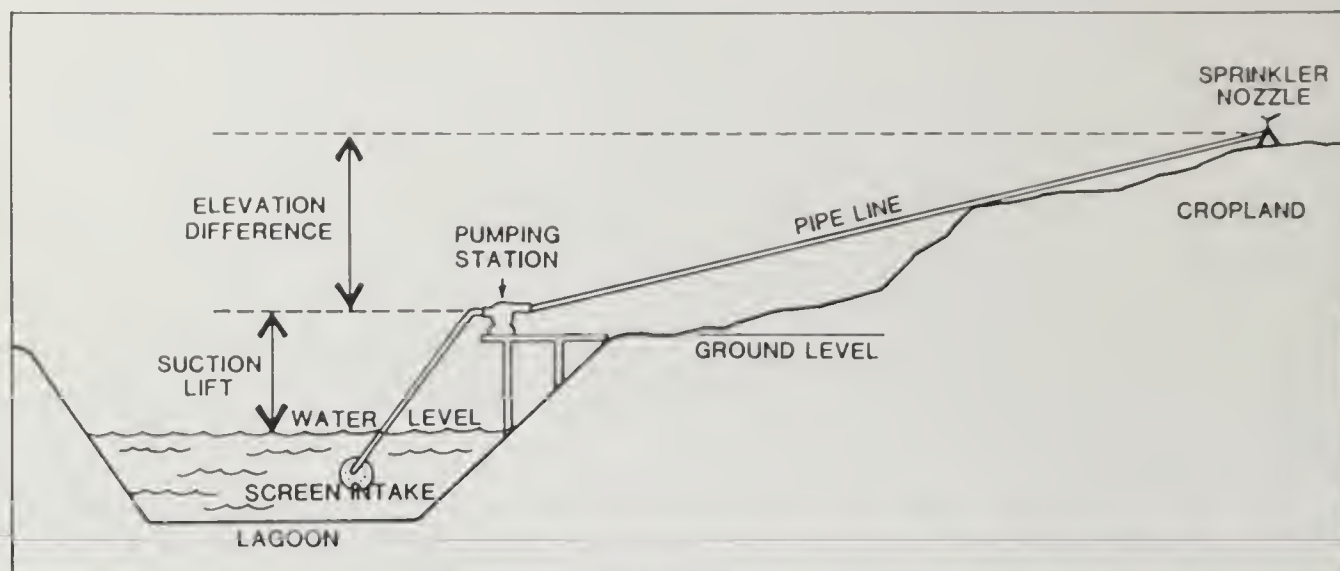 SPRINKLER
NOZZLE
ELEVATION
DIFFERENCE
PUMPING
STATION
PIPE LINE
CROPLAND
SUCTION
LIFT
GROUND LEVEL
WATER LEVEL
SCREEN INTAKE
LAGOON